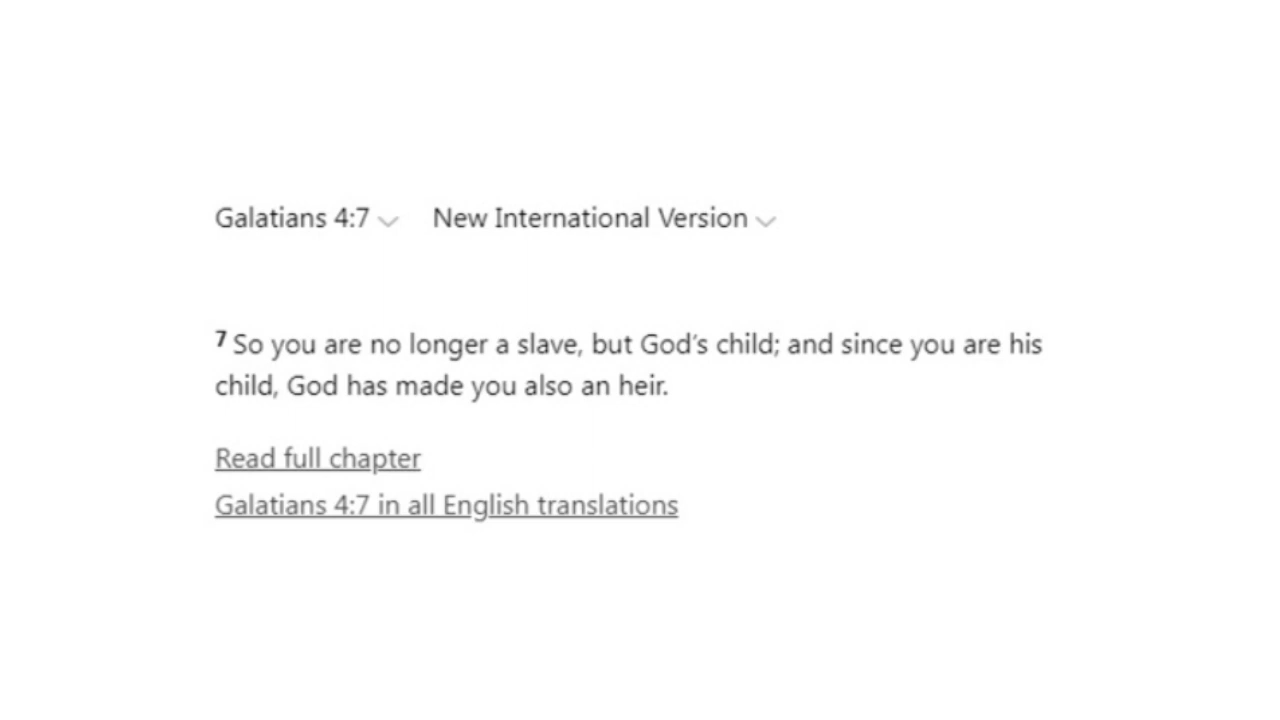 Galatians 4:7 New International Version
7 So you are no longer a slave, but God’s child; and since you are his
child, God has made you also an heir.
Read full chapter
Galatians 4:7 in all English translations